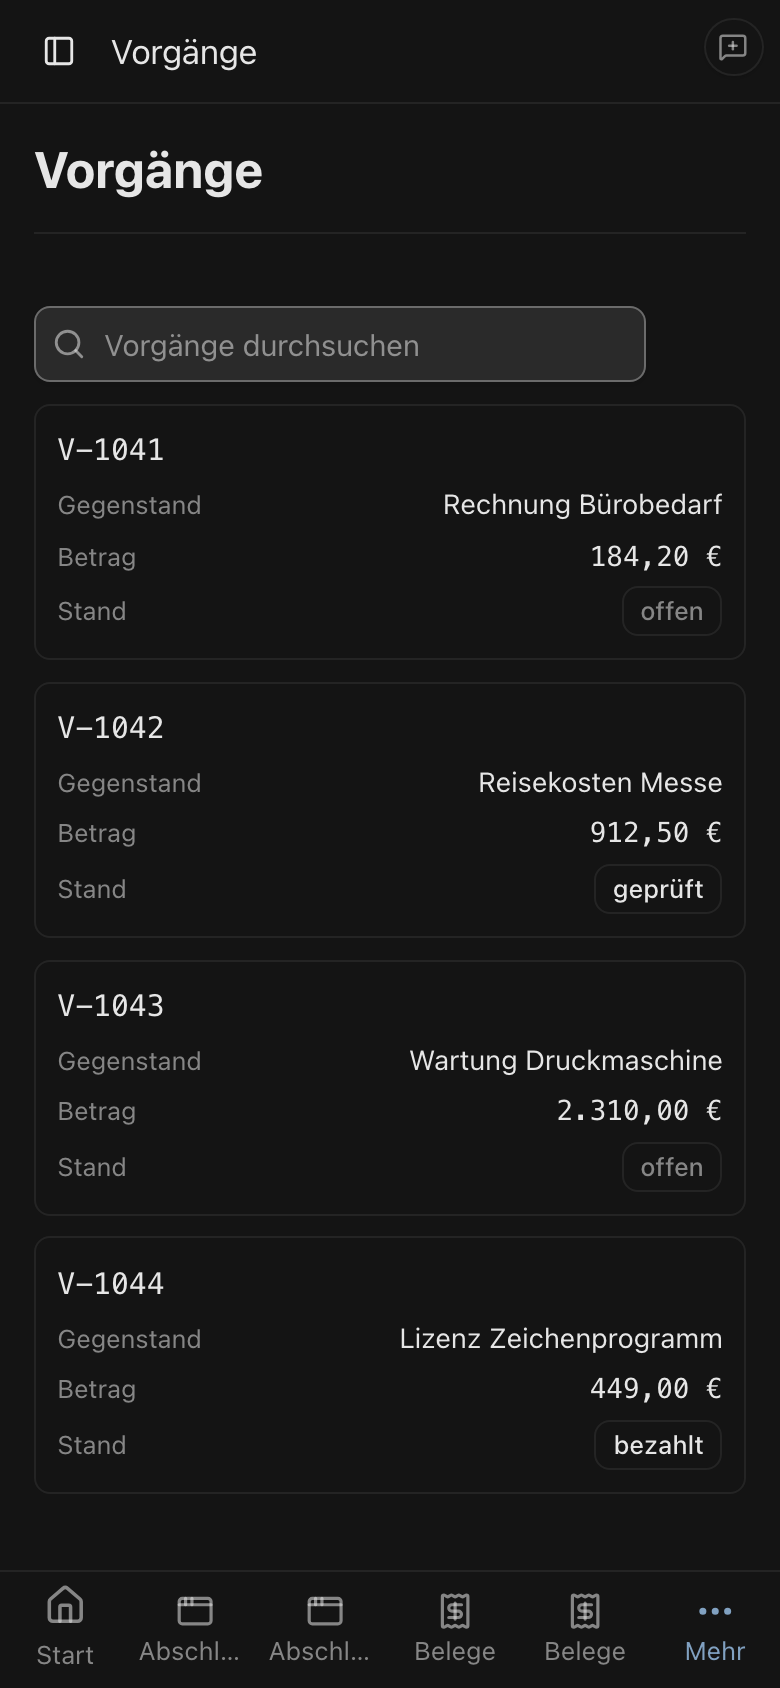 Vorgänge
Vorgänge
Vorgänge durchsuchen
V–1041
Gegenstand Rechnung Bürobedarf
Betrag 184,20 €
Stand offen
V–1042
Gegenstand Reisekosten Messe
Betrag 912,50 €
Stand geprüft
V–1043
Gegenstand Wartung Druckmaschine
Betrag 2.310,00 €
Stand offen
V–1044
Gegenstand Lizenz Zeichenprogramm
Betrag 449,00 €
Stand bezahlt
Start Abschl... Abschl... Belege Belege Mehr